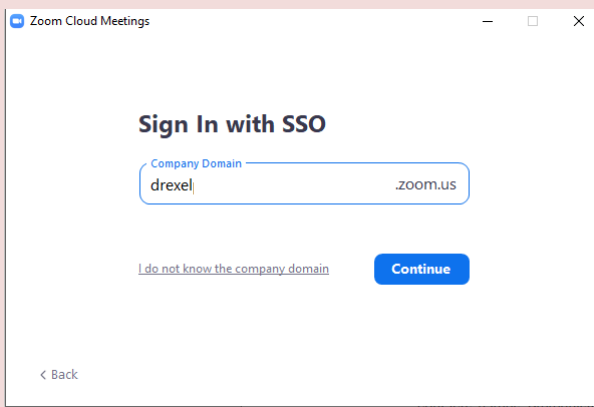 Zoom Cloud Meetings
Sign In with SSO
Company Domain
drexel .zoom.us
I do not know the company domain Continue
Back